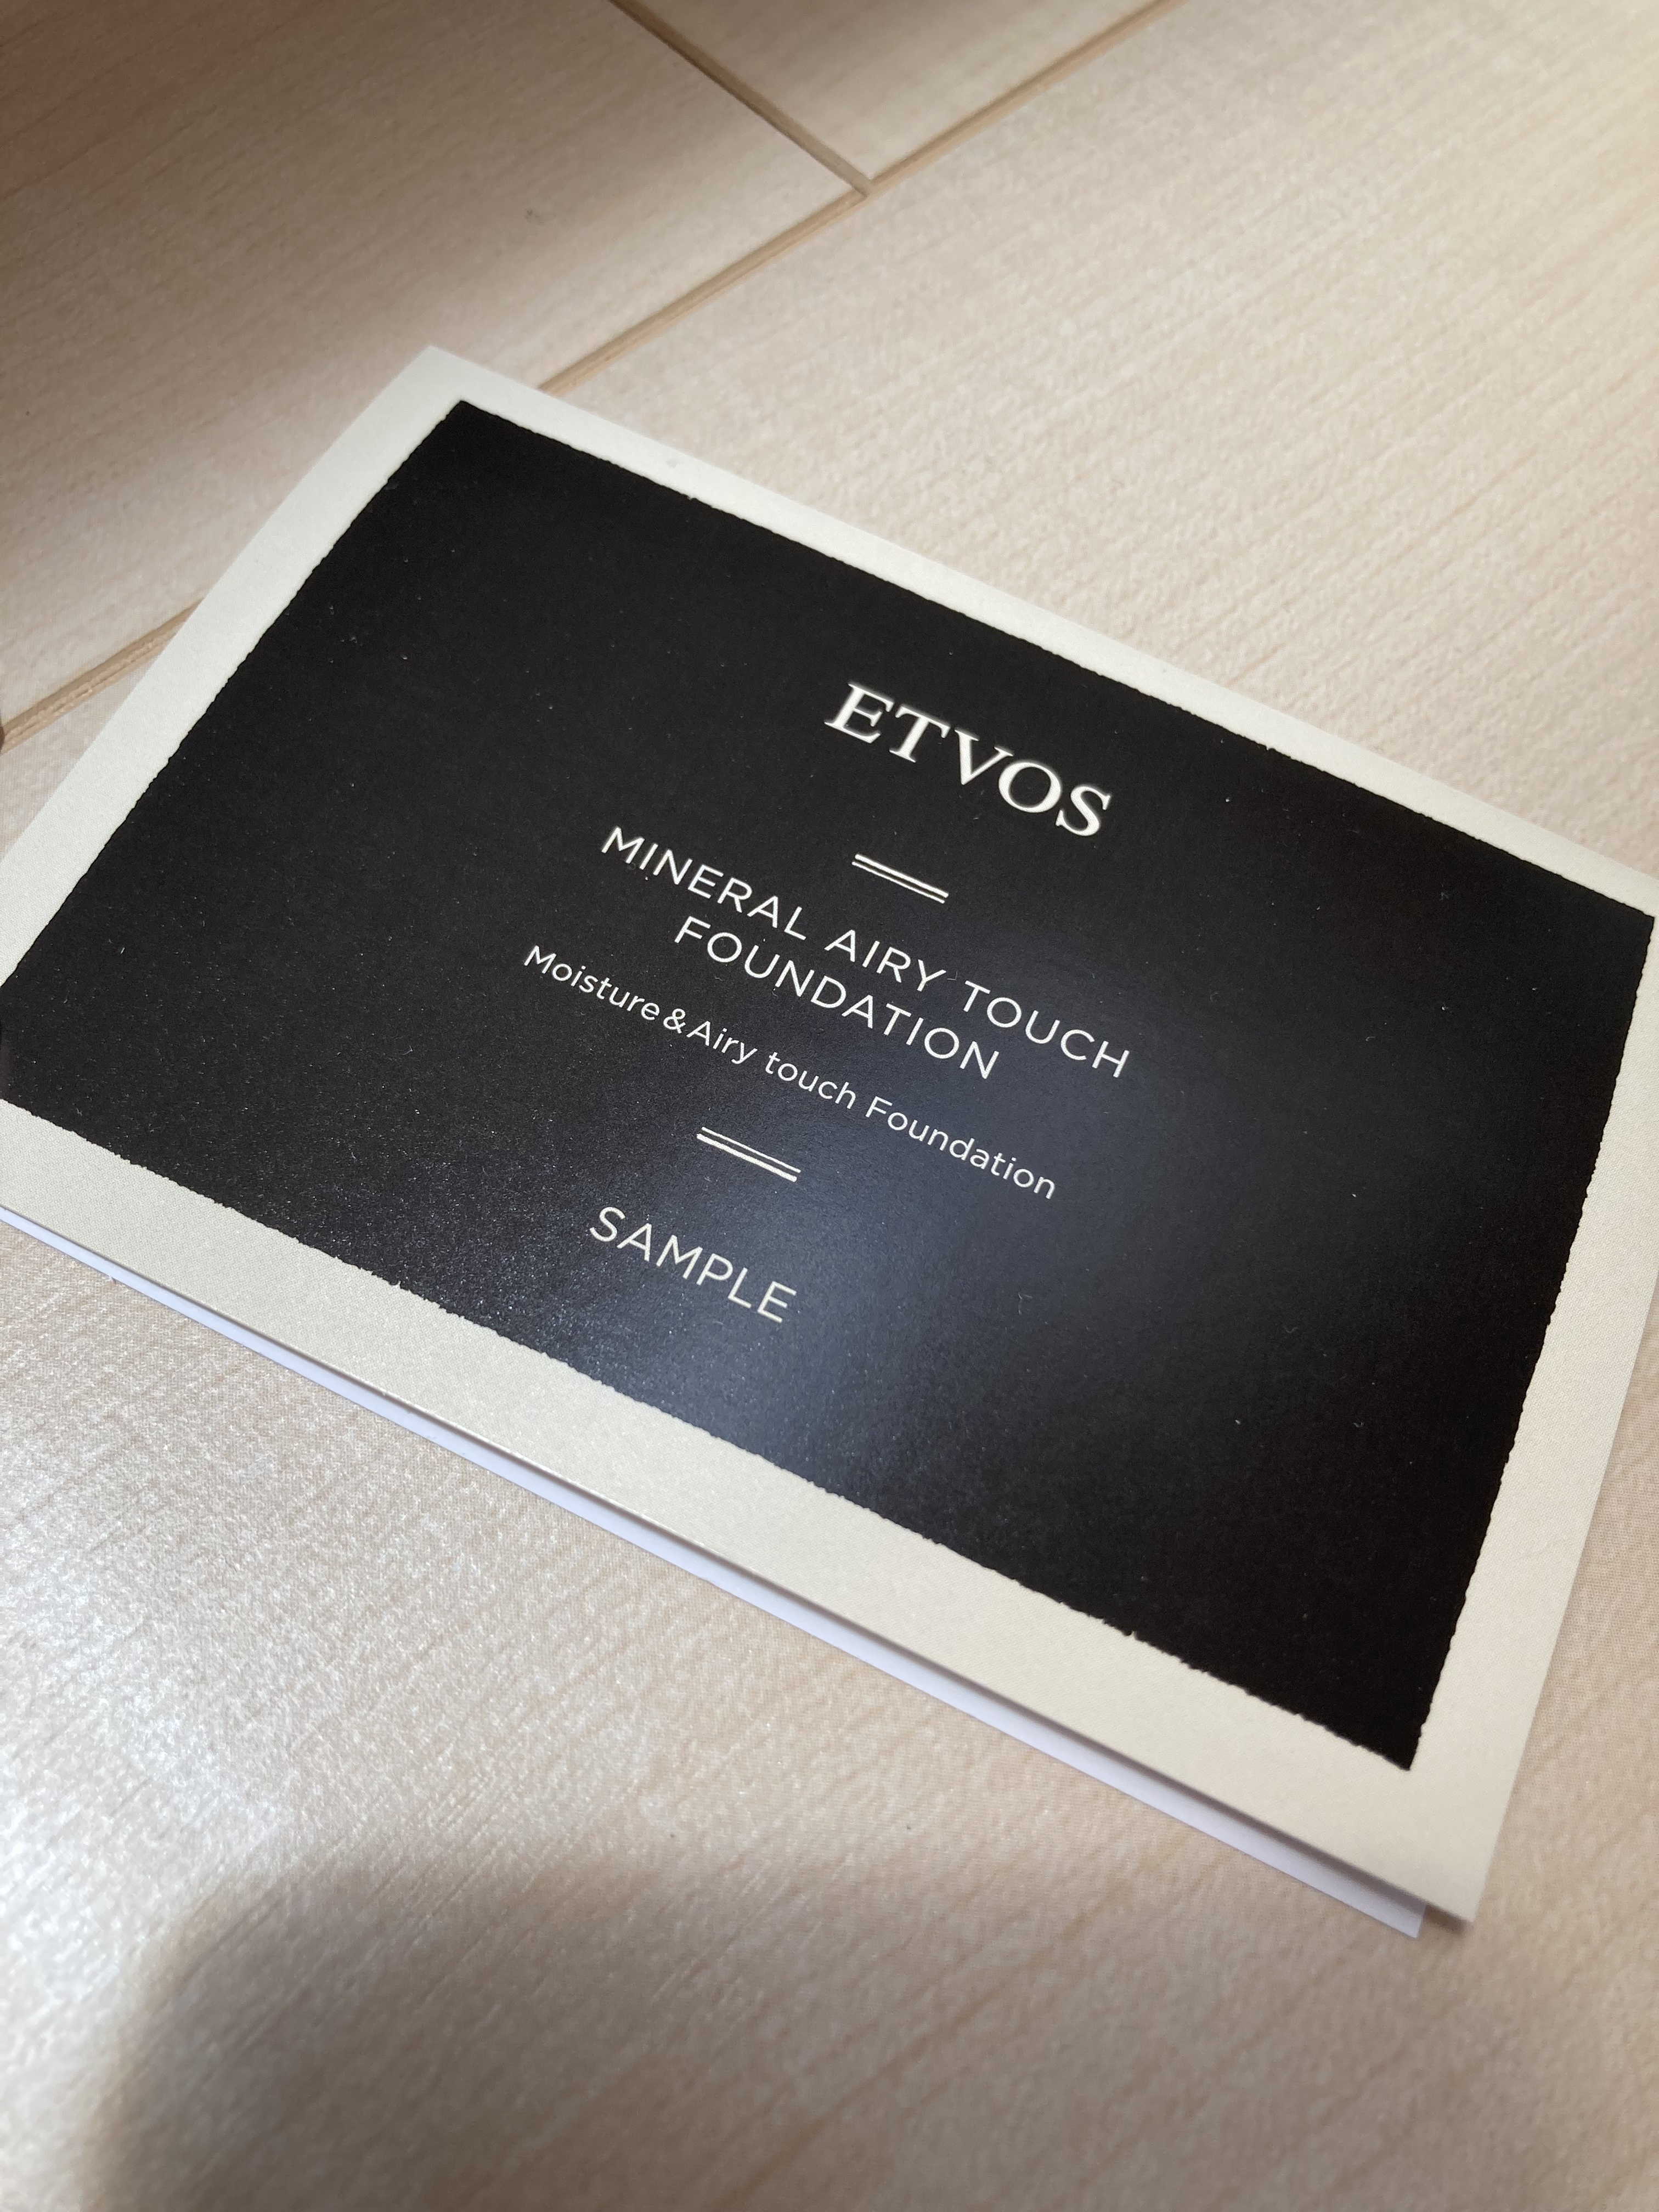 ETVOS
MINERAL AIRY TOUCH
FOUNDATION
Moisture&Airy touch Foundation
SAMPLE